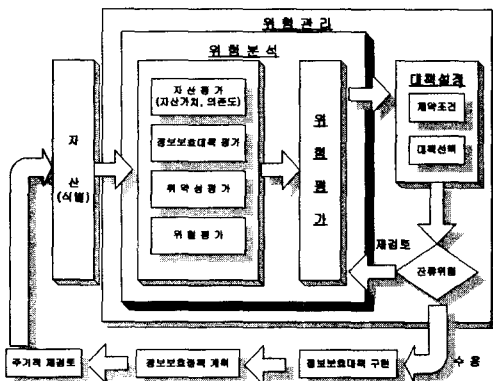 위 험 관 리
위 험 분 석
자 산 평 가
(자산가치, 의존도)
정보보호대책 평가
위 약 성 평 가
위 험 평 가
자
산
(식별)
위
험
평
가
대책설정
제약조건
대책선택
재검토
잔류위험
수 용
주기적 재검토
정보보호정책 계획
정보보호대책 구현